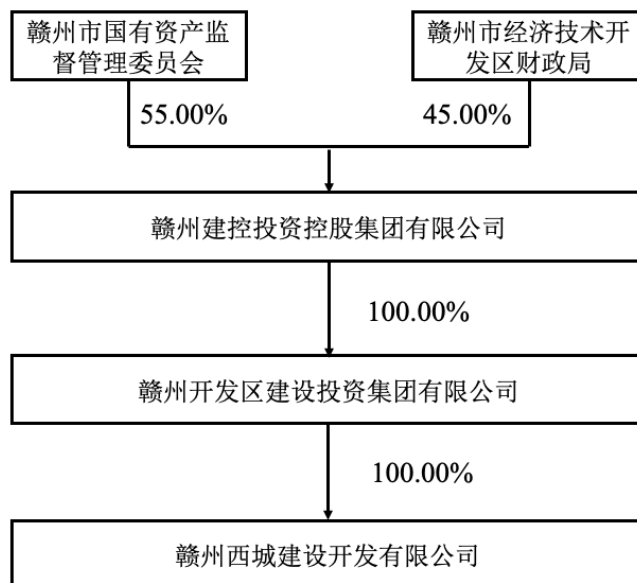 赣州市国有资产监
督管理委员会
赣州市经济技术开
发区财政局
55.00%
45.00%
赣州建控投资控股集团有限公司
100.00%
赣州开发区建设投资集团有限公司
100.00%
赣州西城建设开发有限公司